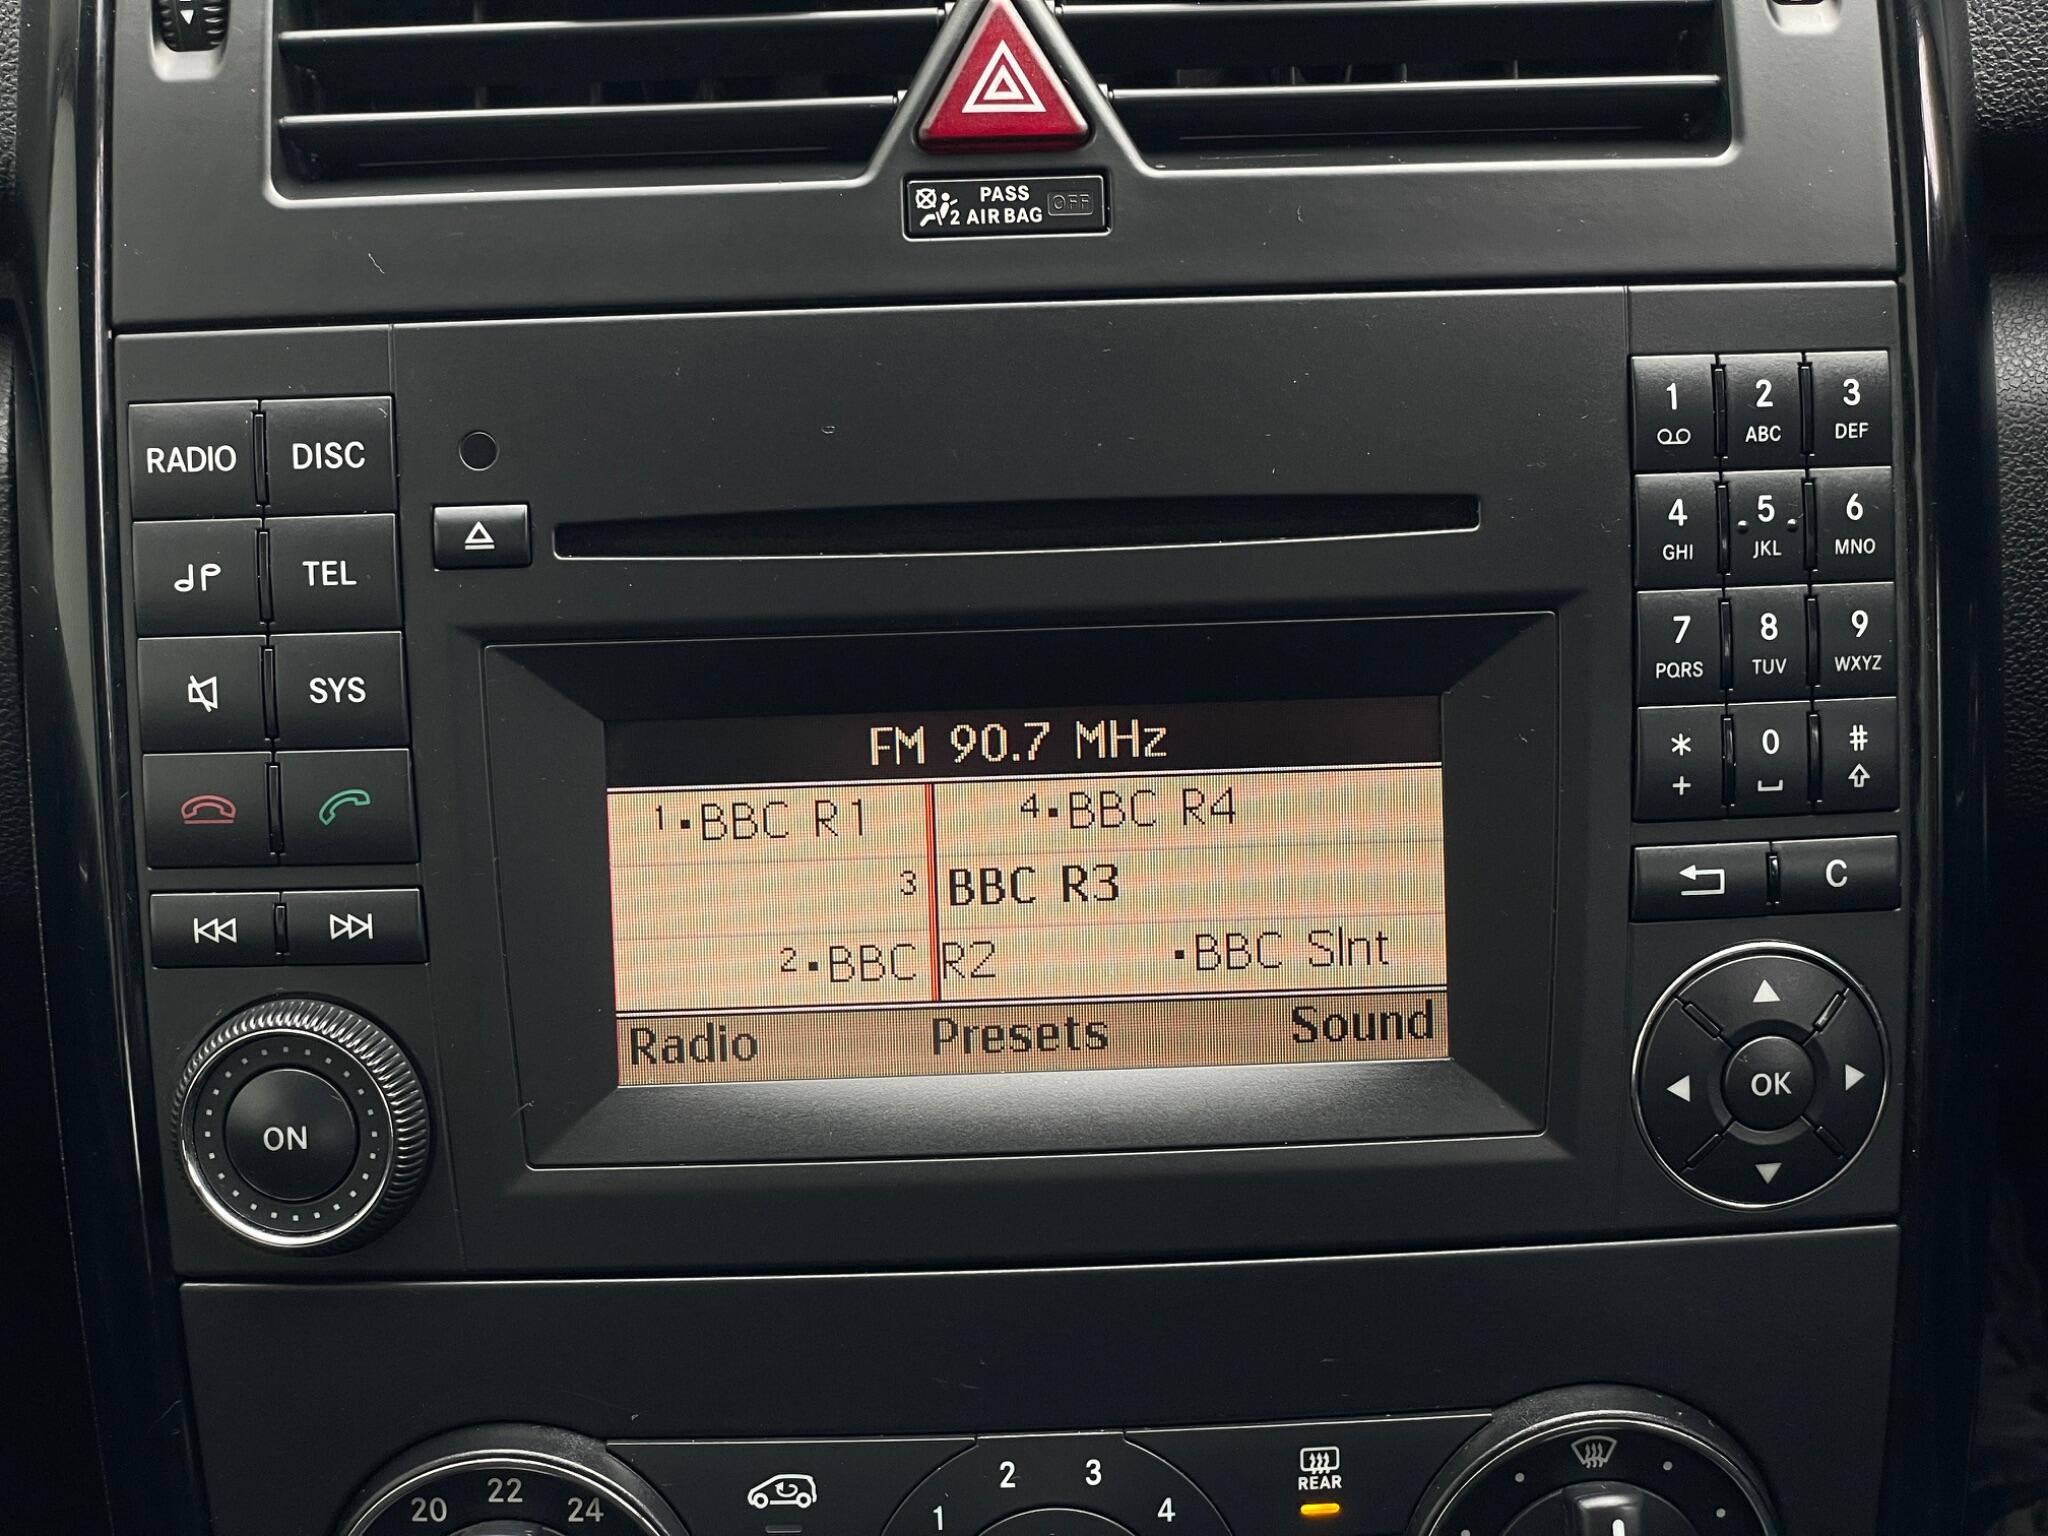 PASS
2 AIRBAG OFF
RADIO DISC
TEL
SYS
ON
1 2 ABC 3 DEF
4 GHI 5 JKL 6 MNO
7 PQRS 8 TUV 9 WXYZ
* + 0 #
C
OK
FM 90.7 MHz
1·BBC R1 4·BBC R4
3 BBC R3
2·BBC R2 ·BBC Slnt
Radio Presets Sound
20 22 24
1 2 3 4
REAR